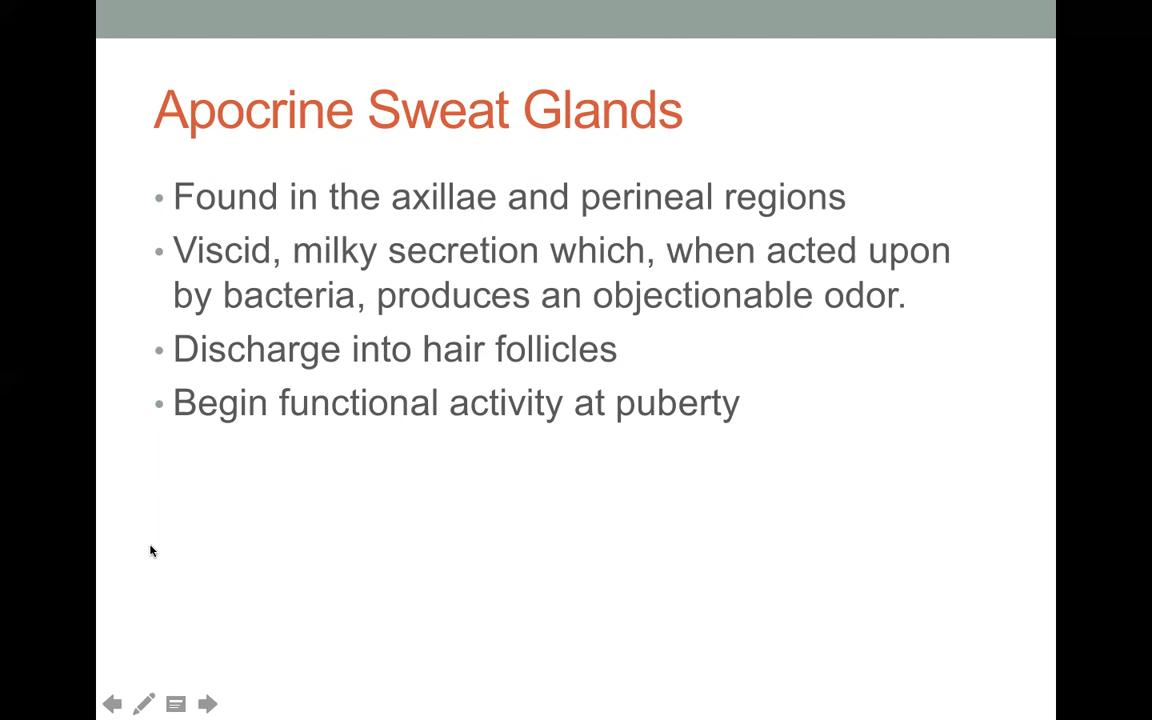 Apocrine Sweat Glands
• Found in the axillae and perineal regions
• Viscid, milky secretion which, when acted upon
by bacteria, produces an objectionable odor.
• Discharge into hair follicles
• Begin functional activity at puberty